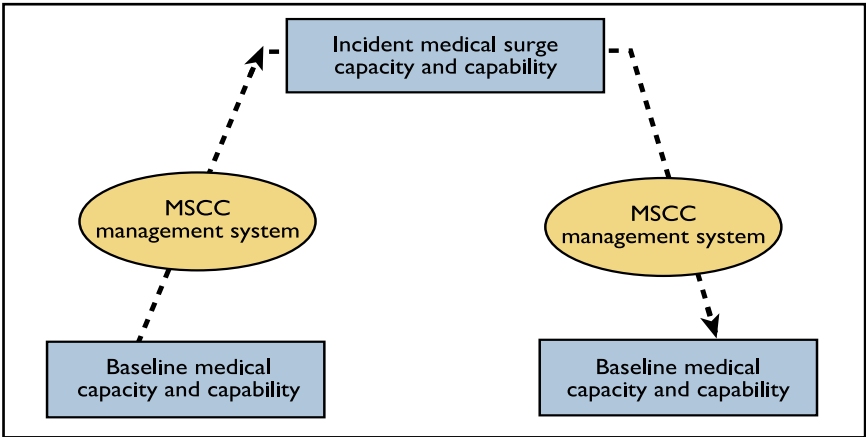 Incident medical surge
capacity and capability
MSCC
management system
MSCC
management system
Baseline medical
capacity and capability
Baseline medical
capacity and capability